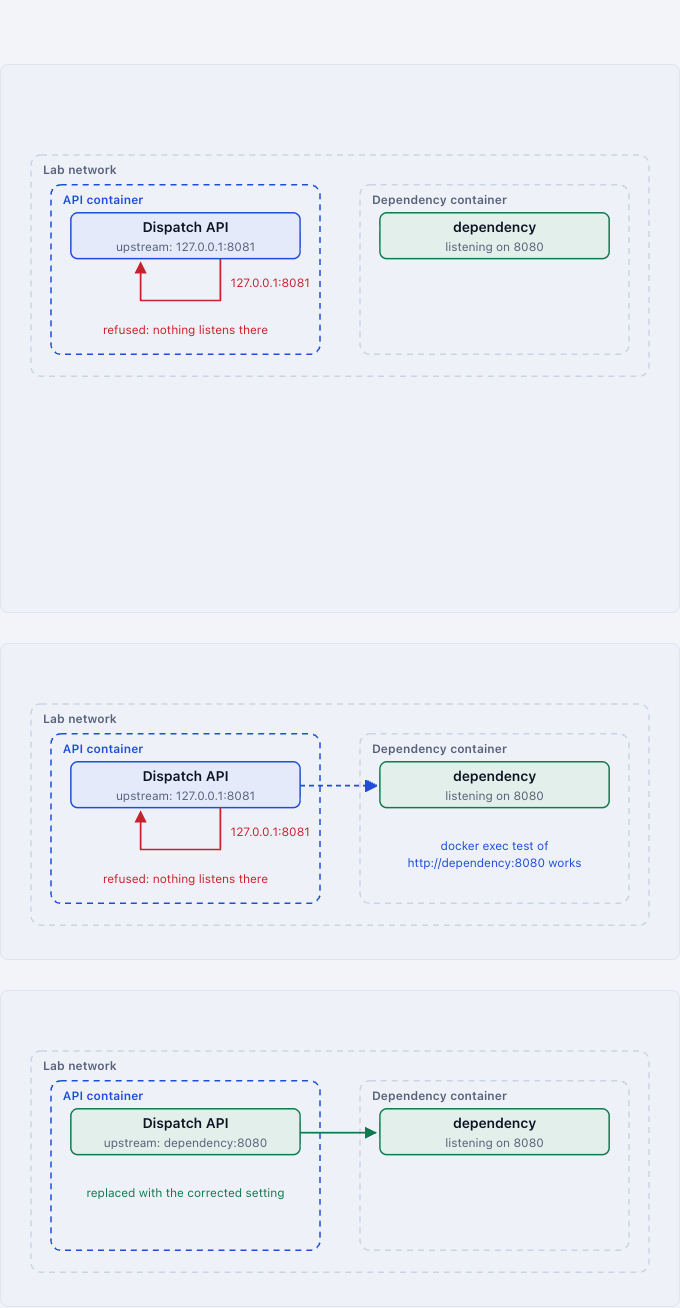 Lab network
API container
Dependency container
Dispatch API
upstream: 127.0.0.1:8081
dependency
listening on 8080
127.0.0.1:8081
refused: nothing listens there
Lab network
API container
Dependency container
Dispatch API
upstream: 127.0.0.1:8081
dependency
listening on 8080
127.0.0.1:8081
refused: nothing listens there
docker exec test of
http://dependency:8080 works
Lab network
API container
Dependency container
Dispatch API
upstream: dependency:8080
dependency
listening on 8080
replaced with the corrected setting